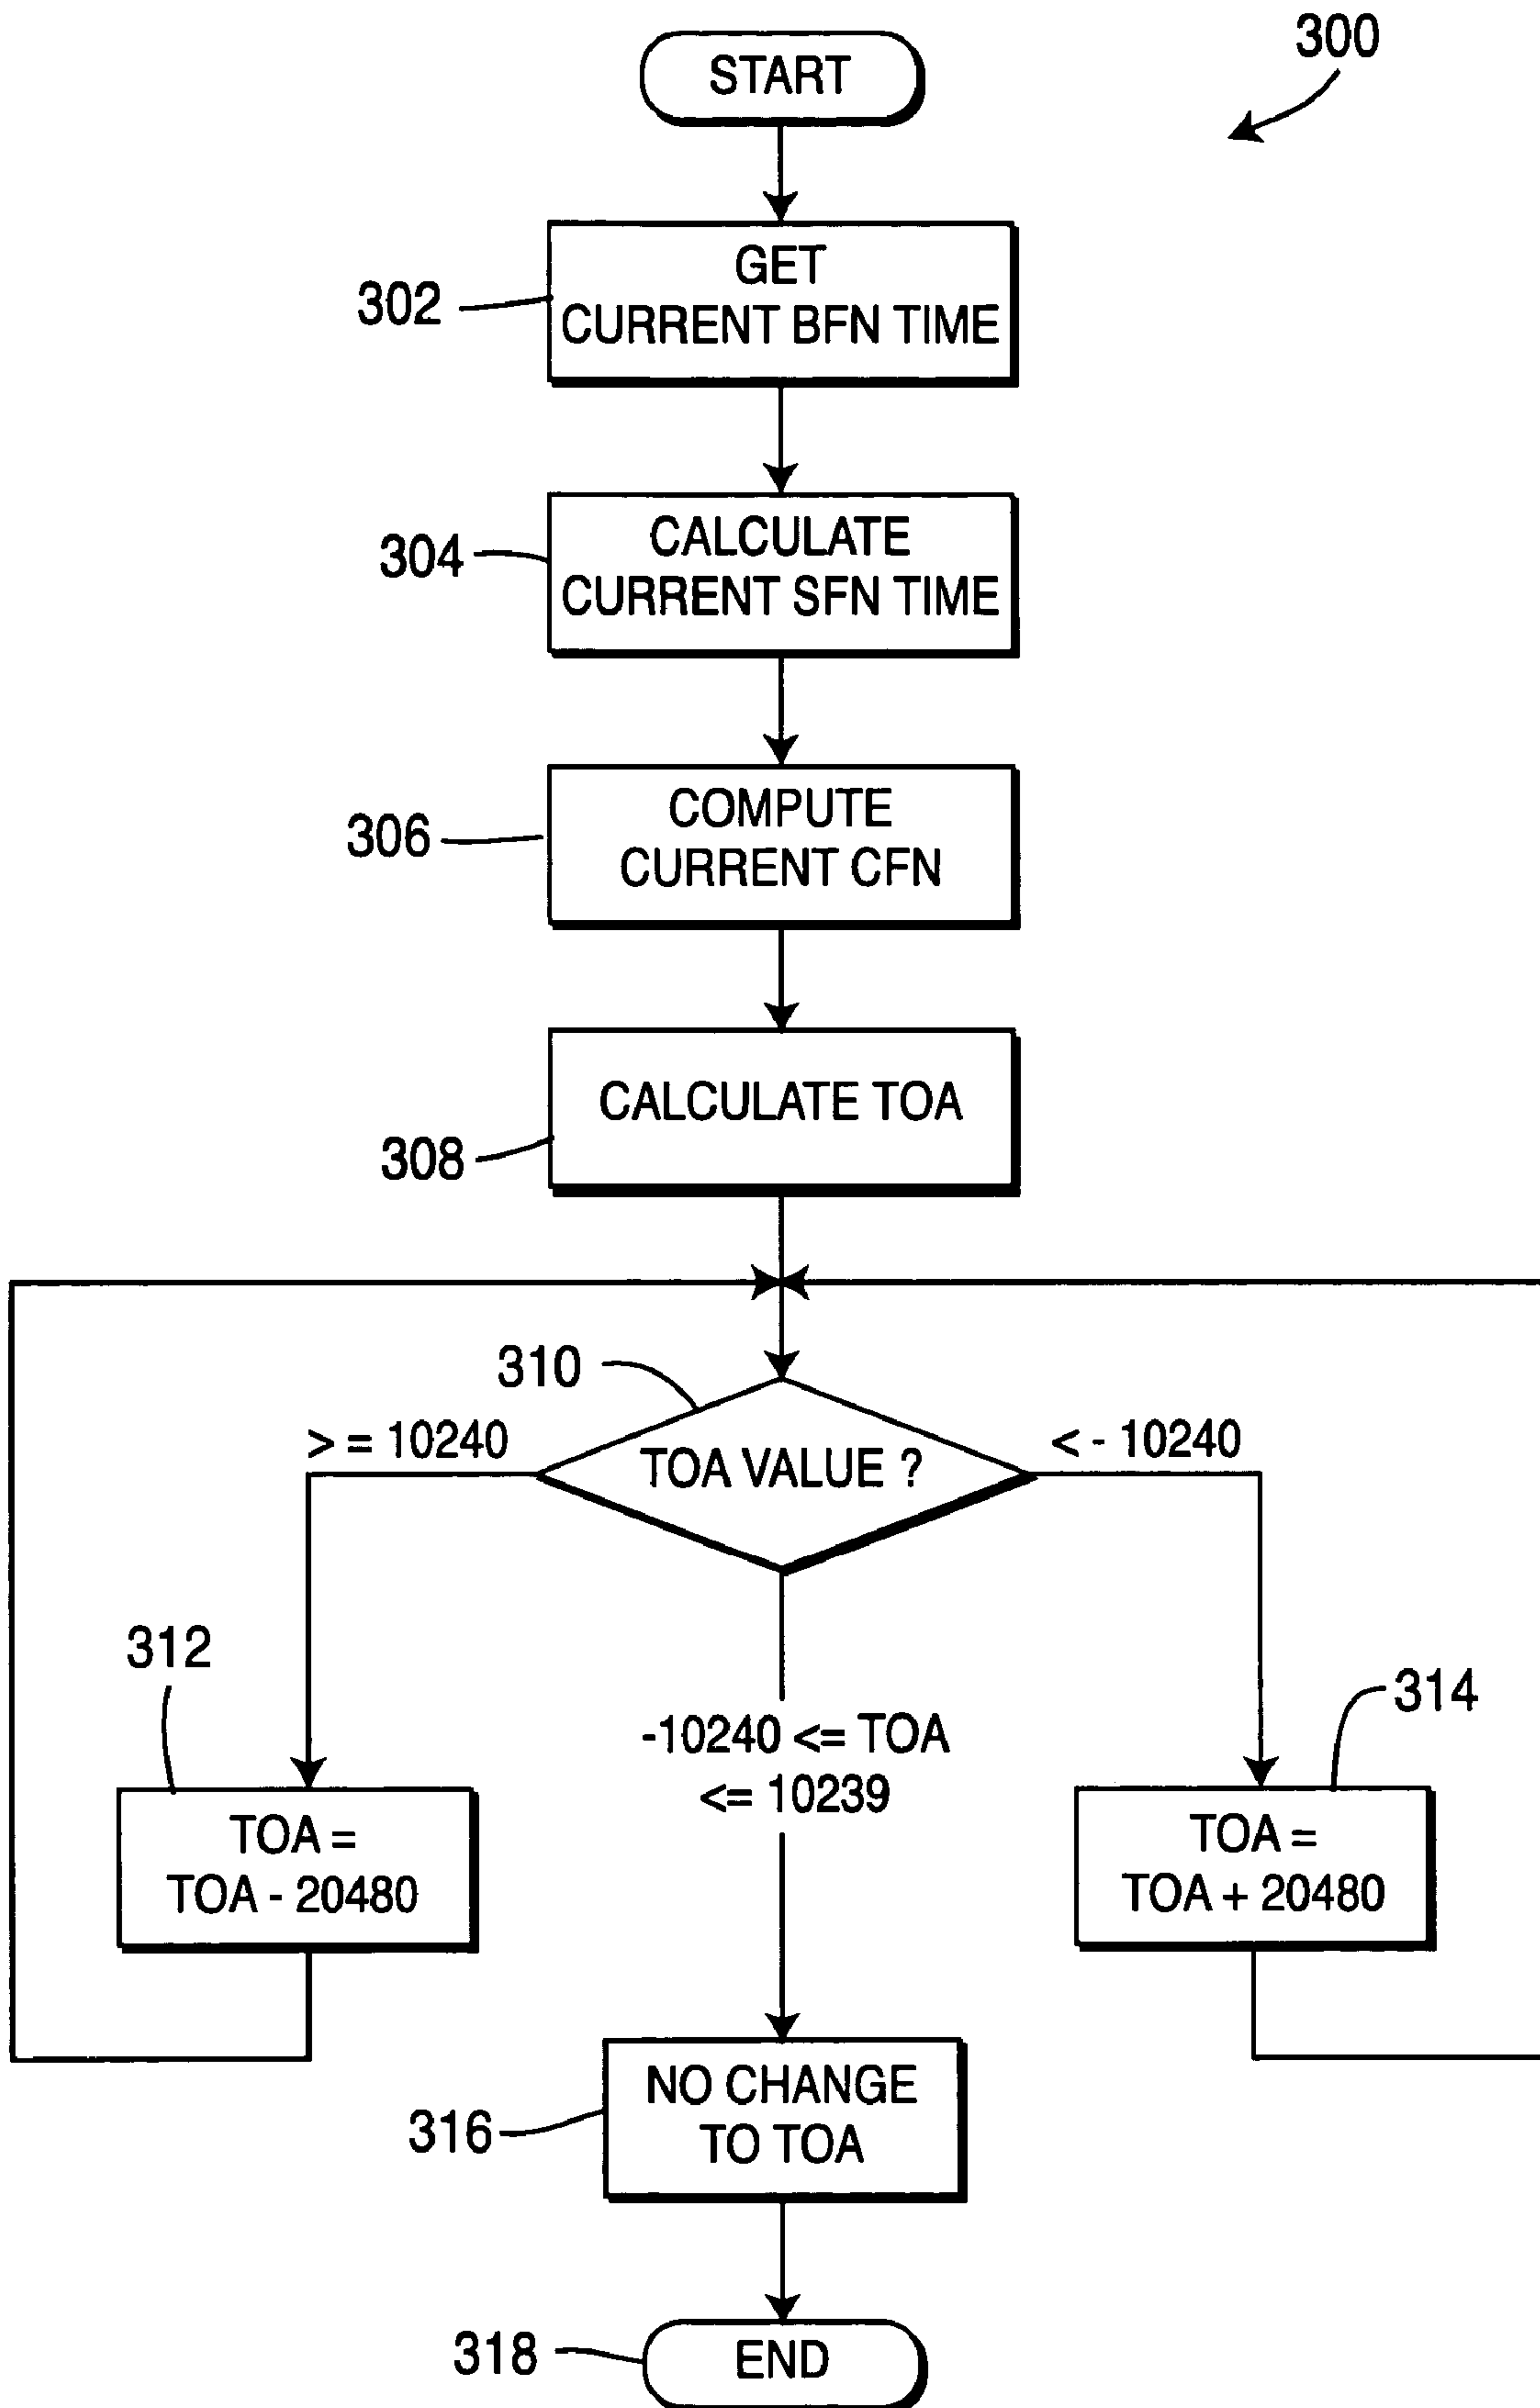 300
START
302
GET
CURRENT BFN TIME
304
CALCULATE
CURRENT SFN TIME
306
COMPUTE
CURRENT CFN
308
CALCULATE TOA
310
> = 10240
TOA VALUE ?
< - 10240
312
TOA =
TOA - 20480
-10240 <= TOA
<= 10239
314
TOA =
TOA + 20480
316
NO CHANGE
TO TOA
318
END